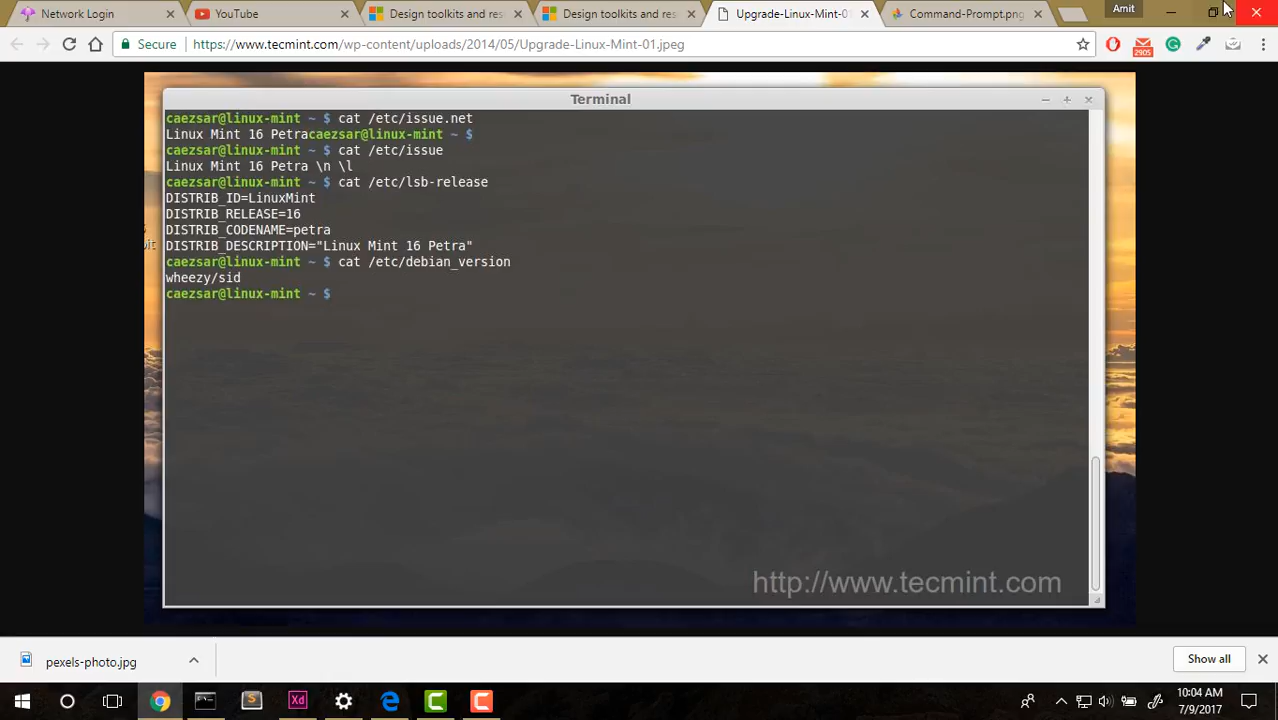 Network Login
YouTube
Design toolkits and res
Design toolkits and res
Upgrade-Linux-Mint-01
Command-Prompt.png
Amit
Secure
https://www.tecmint.com/wp-content/uploads/2014/05/Upgrade-Linux-Mint-01.jpeg
2905
Terminal
caezsar@linux-mint ~ $ cat /etc/issue.net
Linux Mint 16 Petracaezsar@linux-mint ~ $
caezsar@linux-mint ~ $ cat /etc/issue
Linux Mint 16 Petra \n \l
caezsar@linux-mint ~ $ cat /etc/lsb-release
DISTRIB_ID=LinuxMint
DISTRIB_RELEASE=16
DISTRIB_CODENAME=petra
DISTRIB_DESCRIPTION="Linux Mint 16 Petra"
caezsar@linux-mint ~ $ cat /etc/debian_version
wheezy/sid
caezsar@linux-mint ~ $
bit
http://www.tecmint.com
pexels-photo.jpg
Show all
Xd
10:04 AM
7/9/2017